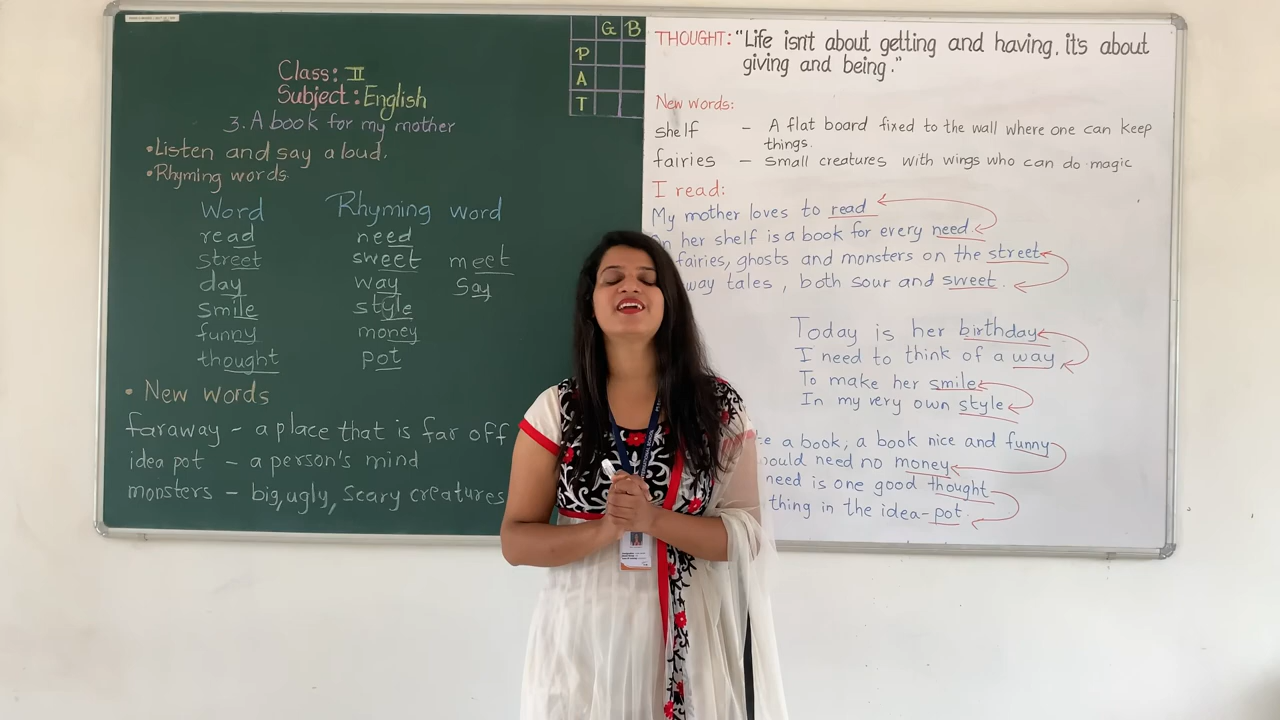 G B
P
A
T
Class: II
Subject: English
3. A book for my mother
• Listen and say aloud.
• Rhyming words:
Word Rhyming word
read need
street sweet meet
day way say
smile style
funny money
thought pot
• New words
faraway - a place that is far off
idea pot - a person's mind
monsters - big, ugly, scary creatures
THOUGHT: "Life isn't about getting and having, it's about
giving and being."
New words:
shelf - A flat board fixed to the wall where one can keep
things.
fairies - small creatures with wings who can do magic
I read:
My mother loves to read
her shelf is a book for every need.
fairies, ghosts and monsters on the street
way tales, both sour and sweet.
Today is her birthday
I need to think of a way
To make her smile
In my very own style
a book, a book nice and funny
would need no money
need is one good thought
thing in the idea-pot.